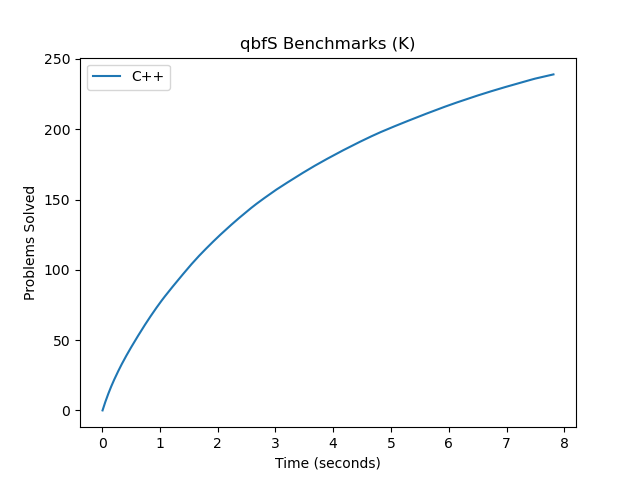 qbfS Benchmarks (K)
C++
Problems Solved
250
200
150
100
50
0
0 1 2 3 4 5 6 7 8
Time (seconds)